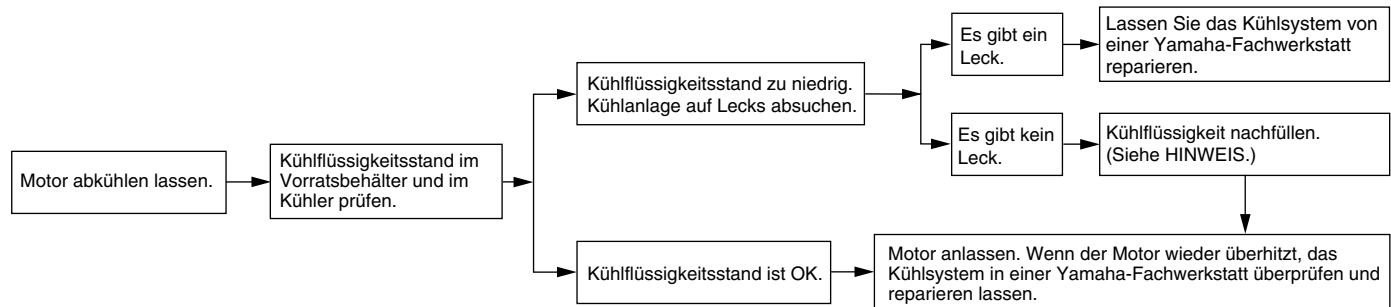 Motor abkühlen lassen.
Kühlflüssigkeitsstand im
Vorratsbehälter und im
Kühler prüfen.
Kühlflüssigkeitsstand zu niedrig.
Kühlanlage auf Lecks absuchen.
Es gibt ein
Leck.
Lassen Sie das Kühlsystem von
einer Yamaha-Fachwerkstatt
reparieren.
Es gibt kein
Leck.
Kühlflüssigkeit nachfüllen.
(Siehe HINWEIS.)
Kühlflüssigkeitsstand ist OK.
Motor anlassen. Wenn der Motor wieder überhitzt, das
Kühlsystem in einer Yamaha-Fachwerkstatt überprüfen und
reparieren lassen.